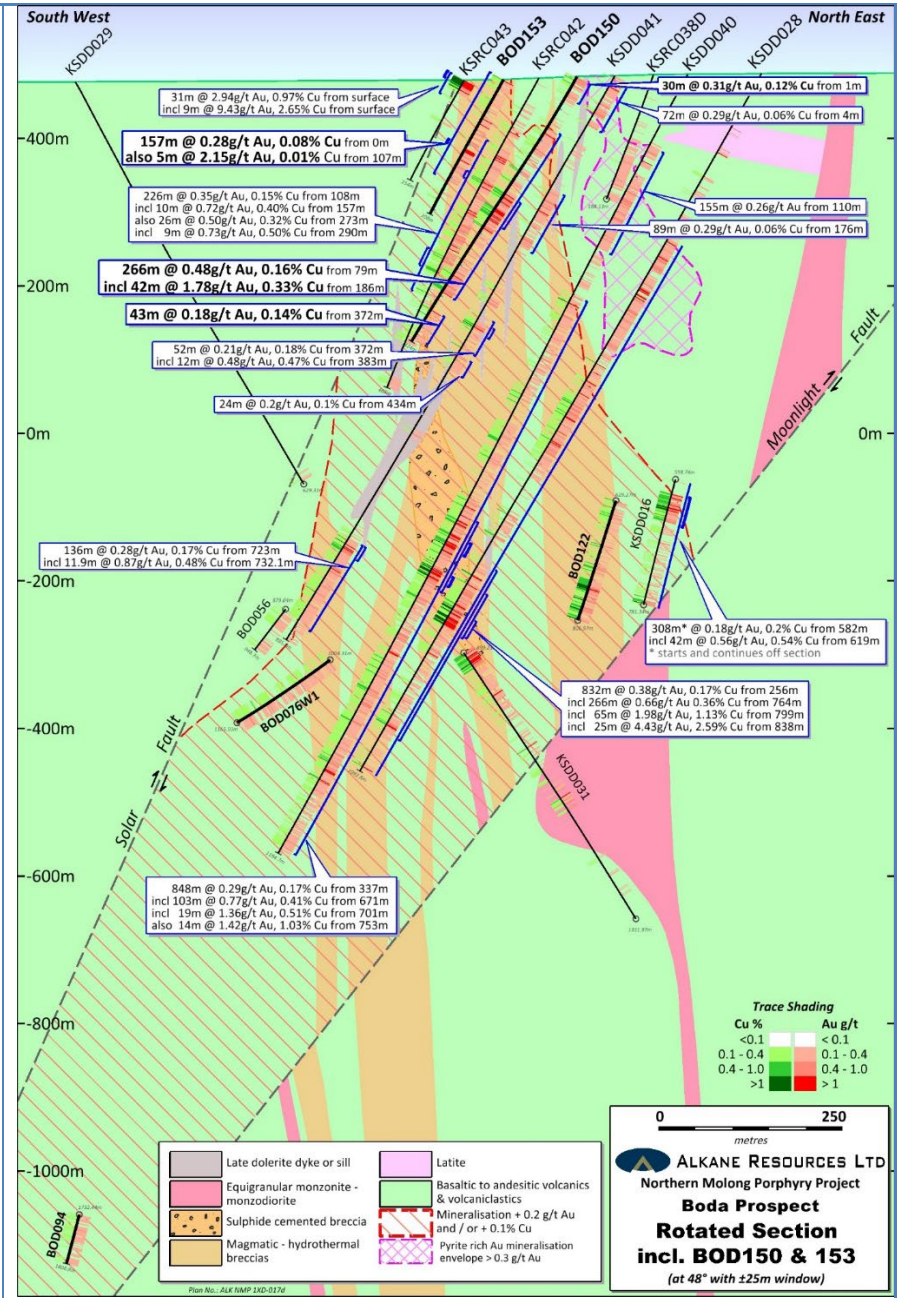 South West
North East
KSDD029
KSRC043
BOD153
KSRC042
BOD150
KSDD041
KSRC038D
KSDD040
KSDD028
31m @ 2.94g/t Au, 0.97% Cu from surface
incl 9m @ 9.43g/t Au, 2.65% Cu from surface
30m @ 0.31g/t Au, 0.12% Cu from 1m
72m @ 0.29g/t Au, 0.06% Cu from 4m
400m
157m @ 0.28g/t Au, 0.08% Cu from 0m
also 5m @ 2.15g/t Au, 0.01% Cu from 107m
226m @ 0.35g/t Au, 0.15% Cu from 108m
incl 10m @ 0.72g/t Au, 0.40% Cu from 157m
also 26m @ 0.50g/t Au, 0.32% Cu from 273m
incl 9m @ 0.73g/t Au, 0.50% Cu from 290m
155m @ 0.26g/t Au from 110m
89m @ 0.29g/t Au, 0.06% Cu from 176m
266m @ 0.48g/t Au, 0.16% Cu from 79m
incl 42m @ 1.78g/t Au, 0.33% Cu from 186m
200m
43m @ 0.18g/t Au, 0.14% Cu from 372m
52m @ 0.21g/t Au, 0.18% Cu from 372m
incl 12m @ 0.48g/t Au, 0.47% Cu from 383m
24m @ 0.2g/t Au, 0.1% Cu from 434m
Moonlight Fault
0m
0m
136m @ 0.28g/t Au, 0.17% Cu from 723m
incl 11.9m @ 0.87g/t Au, 0.48% Cu from 732.1m
BOD122
KSDD016
-200m
BOD056
308m* @ 0.18g/t Au, 0.2% Cu from 582m
incl 42m @ 0.56g/t Au, 0.54% Cu from 619m
* starts and continues off section
BOD076W1
832m @ 0.38g/t Au, 0.17% Cu from 256m
incl 266m @ 0.66g/t Au 0.36% Cu from 764m
incl 65m @ 1.98g/t Au, 1.13% Cu from 799m
incl 25m @ 4.43g/t Au, 2.59% Cu from 838m
-400m
Solar Fault
KSDD031
848m @ 0.29g/t Au, 0.17% Cu from 337m
incl 103m @ 0.77g/t Au, 0.41% Cu from 671m
incl 19m @ 1.36g/t Au, 0.51% Cu from 701m
also 14m @ 1.42g/t Au, 1.03% Cu from 753m
-600m
-800m
Trace Shading
Cu % Au g/t
<0.1 < 0.1
0.1 - 0.4 0.1 - 0.4
0.4 - 1.0 0.4 - 1.0
>1 > 1
0 250
metres
ALKANE RESOURCES LTD
Northern Molong Porphyry Project
Boda Prospect
Rotated Section
incl. BOD150 & 153
(at 48° with ±25m window)
-1000m
BOD094
Late dolerite dyke or sill
Equigranular monzonite - monzodiorite
Sulphide cemented breccia
Magmatic - hydrothermal breccias
Latite
Basaltic to andesitic volcanics & volcaniclastics
Mineralisation + 0.2 g/t Au and / or + 0.1% Cu
Pyrite rich Au mineralisation envelope > 0.3 g/t Au
Plan No.: ALK NMP 1XD-017d